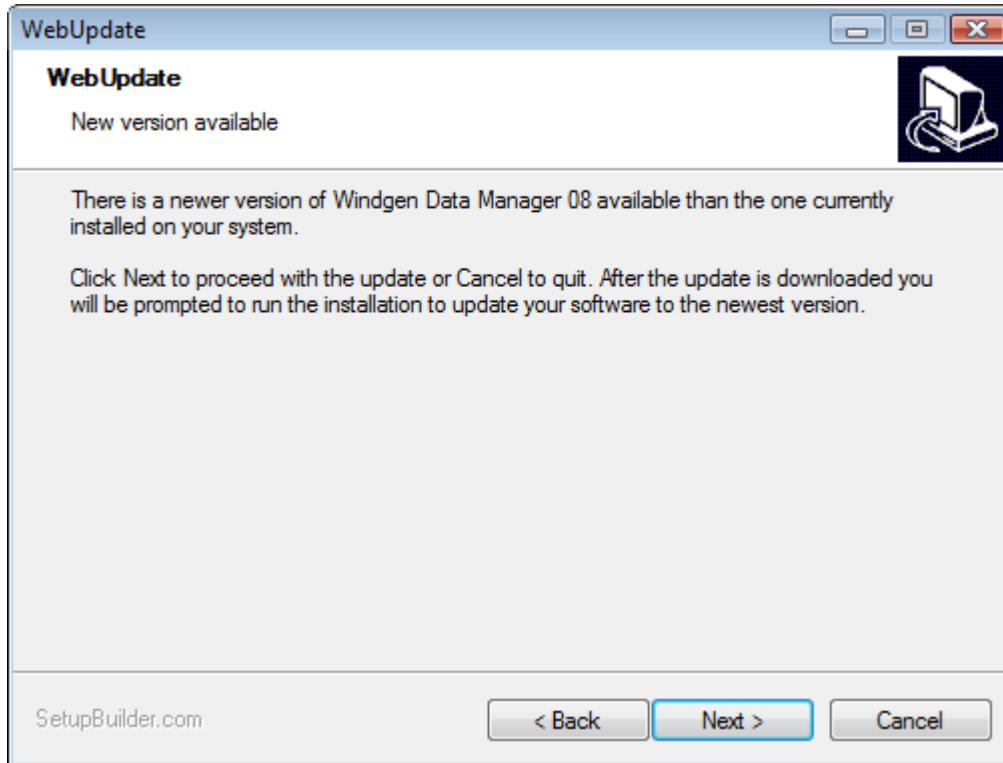 WebUpdate
WebUpdate
New version available
There is a newer version of Windgen Data Manager 08 available than the one currently
installed on your system.
Click Next to proceed with the update or Cancel to quit. After the update is downloaded you
will be prompted to run the installation to update your software to the newest version.
SetupBuilder.com
< Back
Next >
Cancel